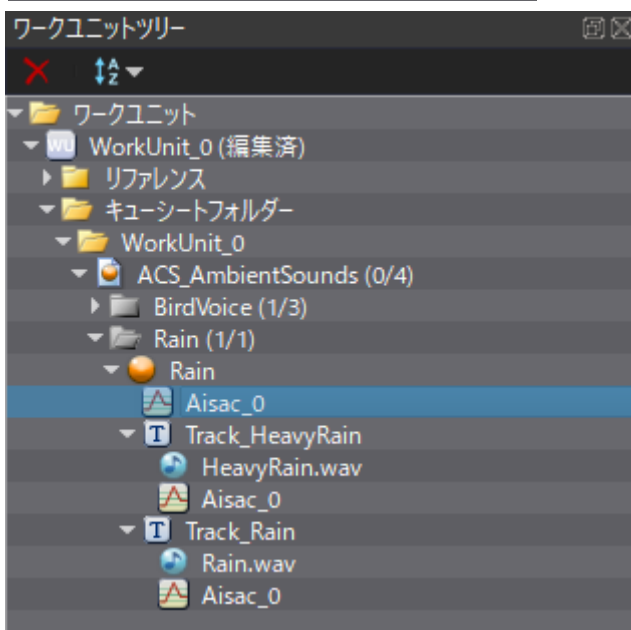 ワークユニットツリー
ワークユニット
WU WorkUnit_0 (編集済)
リファレンス
キューシートフォルダー
WorkUnit_0
ACS_AmbientSounds (0/4)
BirdVoice (1/3)
Rain (1/1)
Rain
Aisac_0
T Track_HeavyRain
HeavyRain.wav
Aisac_0
T Track_Rain
Rain.wav
Aisac_0